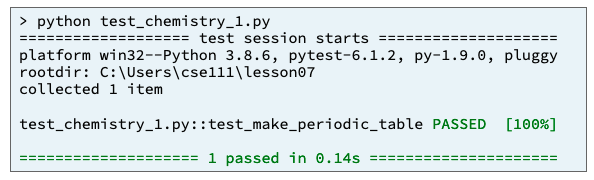 > python test_chemistry_1.py
=================== test session starts ====================
platform win32--Python 3.8.6, pytest-6.1.2, py-1.9.0, pluggy
rootdir: C:\Users\cse111\lesson07
collected 1 item
test_chemistry_1.py::test_make_periodic_table PASSED  [100%]
==================== 1 passed in 0.14s =====================